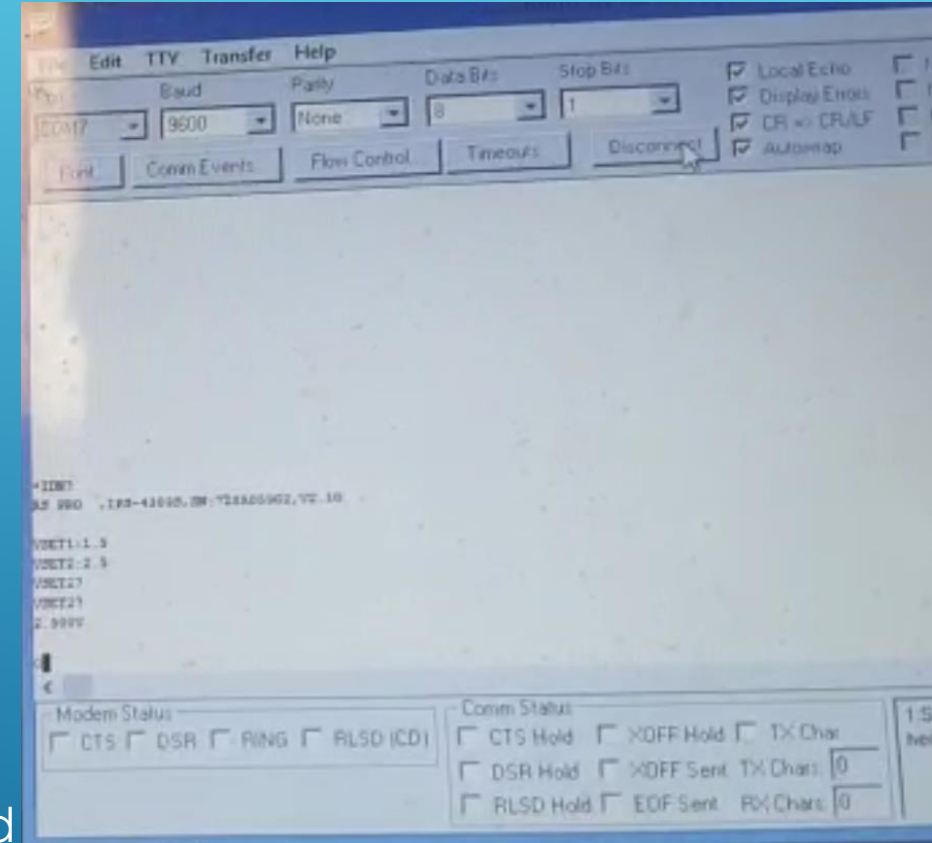 Edit TTY Transfer Help
Baud Parity Data Bits Stop Bits
COM7 9600 None 8 1
Local Echo
Display Errors
CR => CR/LF
Autowrap
Font Comm Events Flow Control Timeouts Disconnect
*IDN?
VSET1:1.5
VSET2:2.5
VSET2?
VSET2?
Modem Status
CTS DSR RING RLSD (CD)
Comm Status
CTS Hold XOFF Hold TX Char
DSR Hold XOFF Sent TX Chars: 0
RLSD Hold EOF Sent RX Chars: 0
d